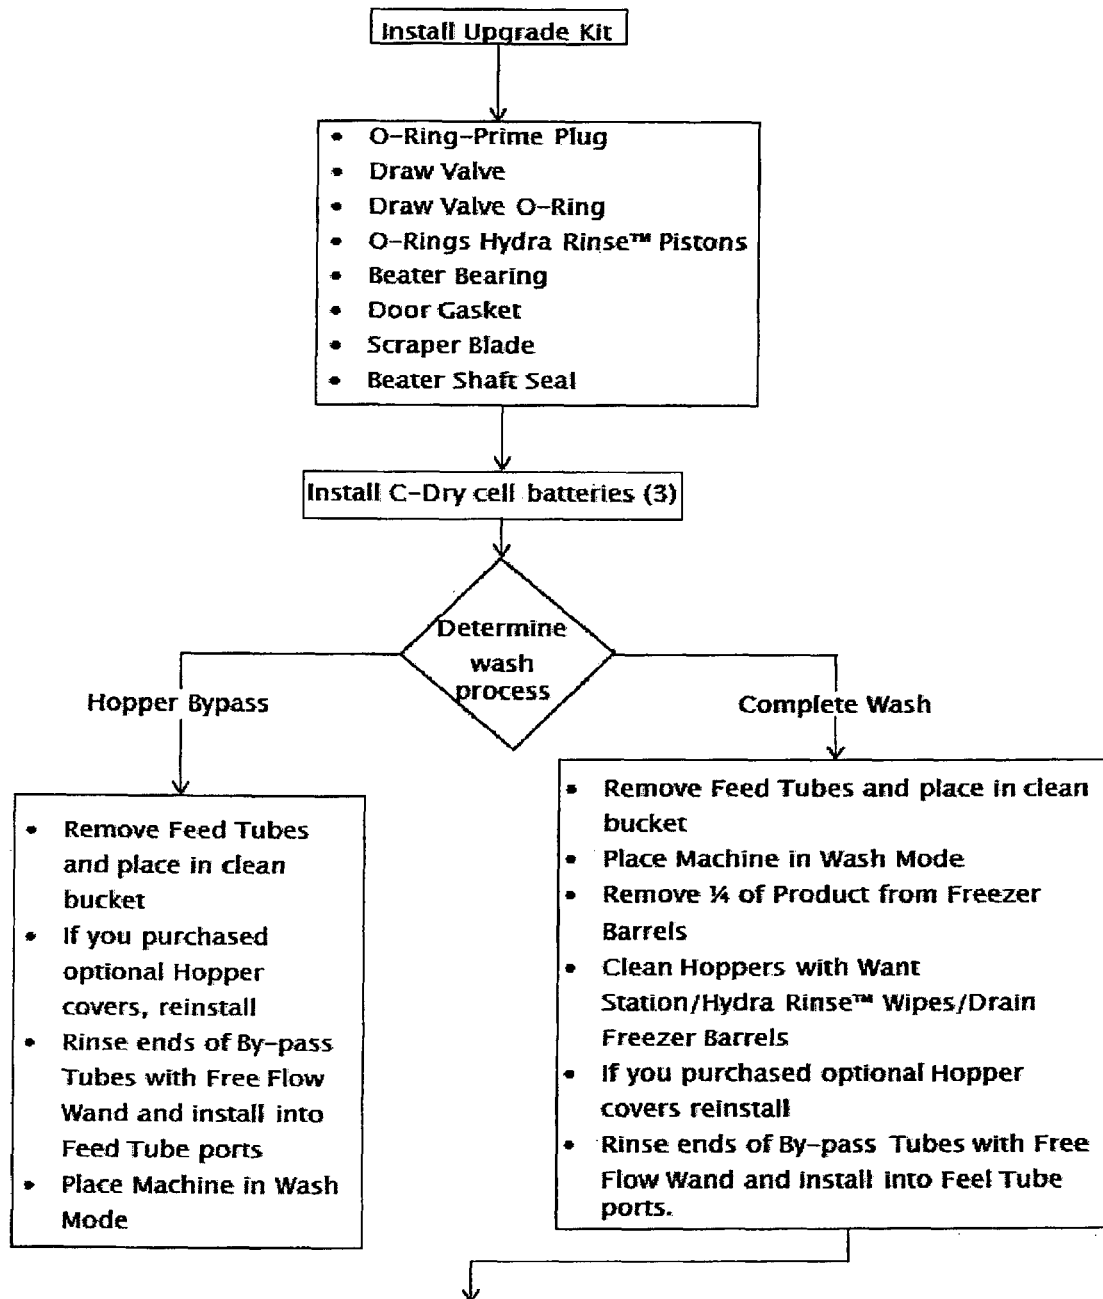 Install Upgrade Kit
• O-Ring-Prime Plug
• Draw Valve
• Draw Valve O-Ring
• O-Rings Hydra Rinse™ Pistons
• Beater Bearing
• Door Gasket
• Scraper Blade
• Beater Shaft Seal
Install C-Dry cell batteries (3)
Determine
wash
process
Hopper Bypass
Complete Wash
• Remove Feed Tubes
and place in clean
bucket
• If you purchased
optional Hopper
covers, reinstall
• Rinse ends of By-pass
Tubes with Free Flow
Wand and install into
Feed Tube ports
• Place Machine in Wash
Mode
• Remove Feed Tubes and place in clean
bucket
• Place Machine in Wash Mode
• Remove ¼ of Product from Freezer
Barrels
• Clean Hoppers with Want
Station/Hydra Rinse™ Wipes/Drain
Freezer Barrels
• If you purchased optional Hopper
covers reinstall
• Rinse ends of By-pass Tubes with Free
Flow Wand and install into Feel Tube
ports.